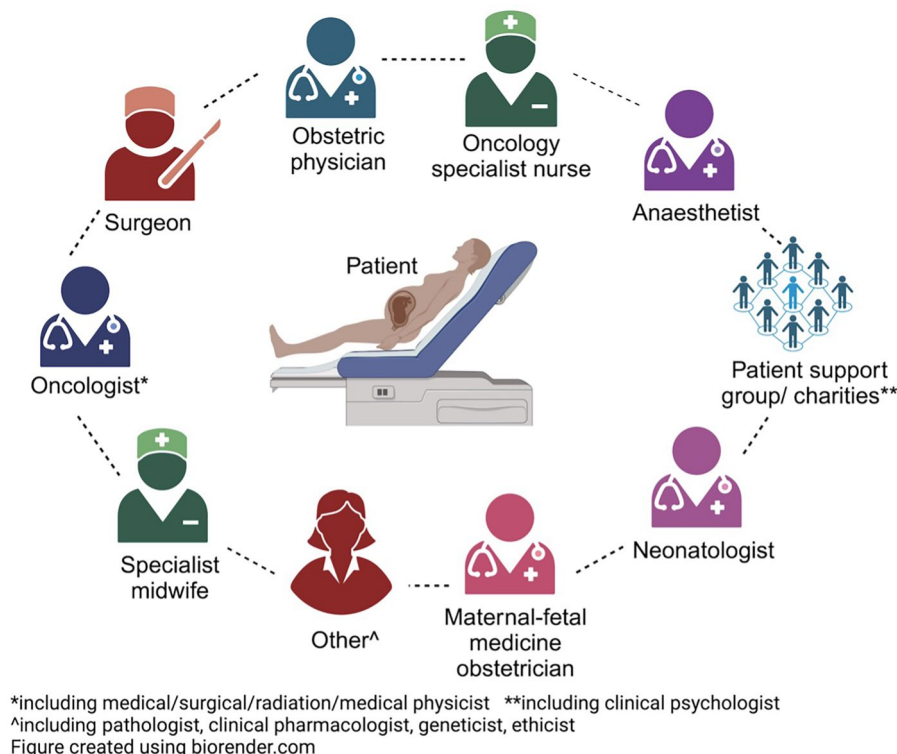 Obstetric
physician
Oncology
specialist nurse
Surgeon
Anaesthetist
Patient
Oncologist*
Patient support
group/ charities**
Specialist
midwife
Neonatologist
Other^
Maternal-fetal
medicine
obstetrician
*including medical/surgical/radiation/medical physicist **including clinical psychologist
^including pathologist, clinical pharmacologist, geneticist, ethicist
Figure created using biorender.com